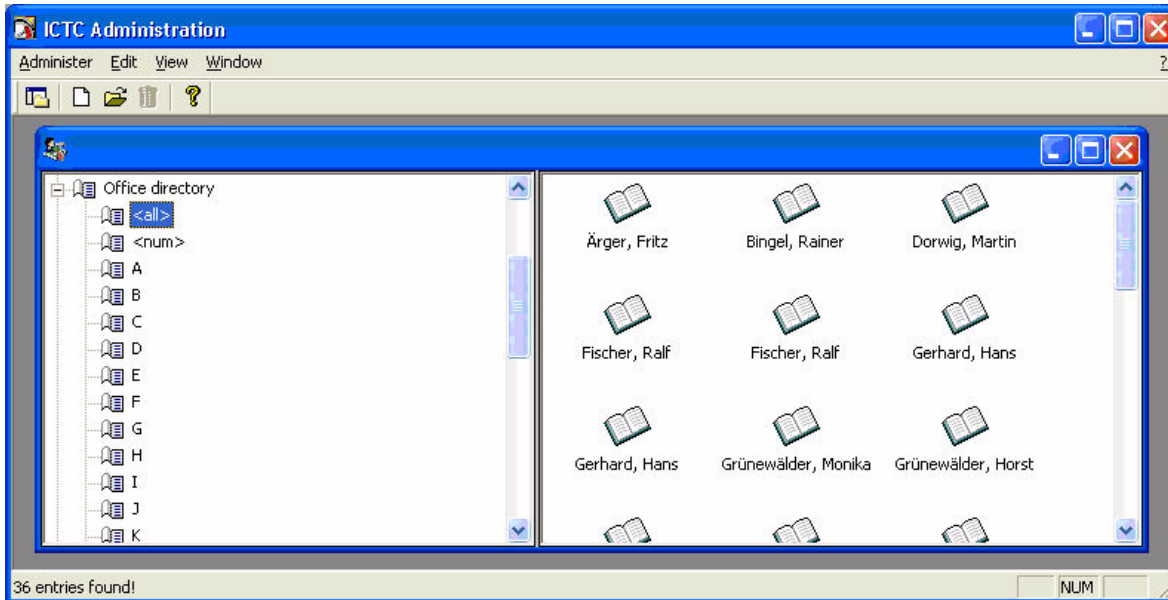 ICTC Administration
Administer Edit View Window ?
Office directory
<all>
<num>
A
B
C
D
E
F
G
H
I
J
K
Ärger, Fritz Bingel, Rainer Dorwig, Martin
Fischer, Ralf Fischer, Ralf Gerhard, Hans
Gerhard, Hans Grünewälder, Monika Grünewälder, Horst
36 entries found! NUM